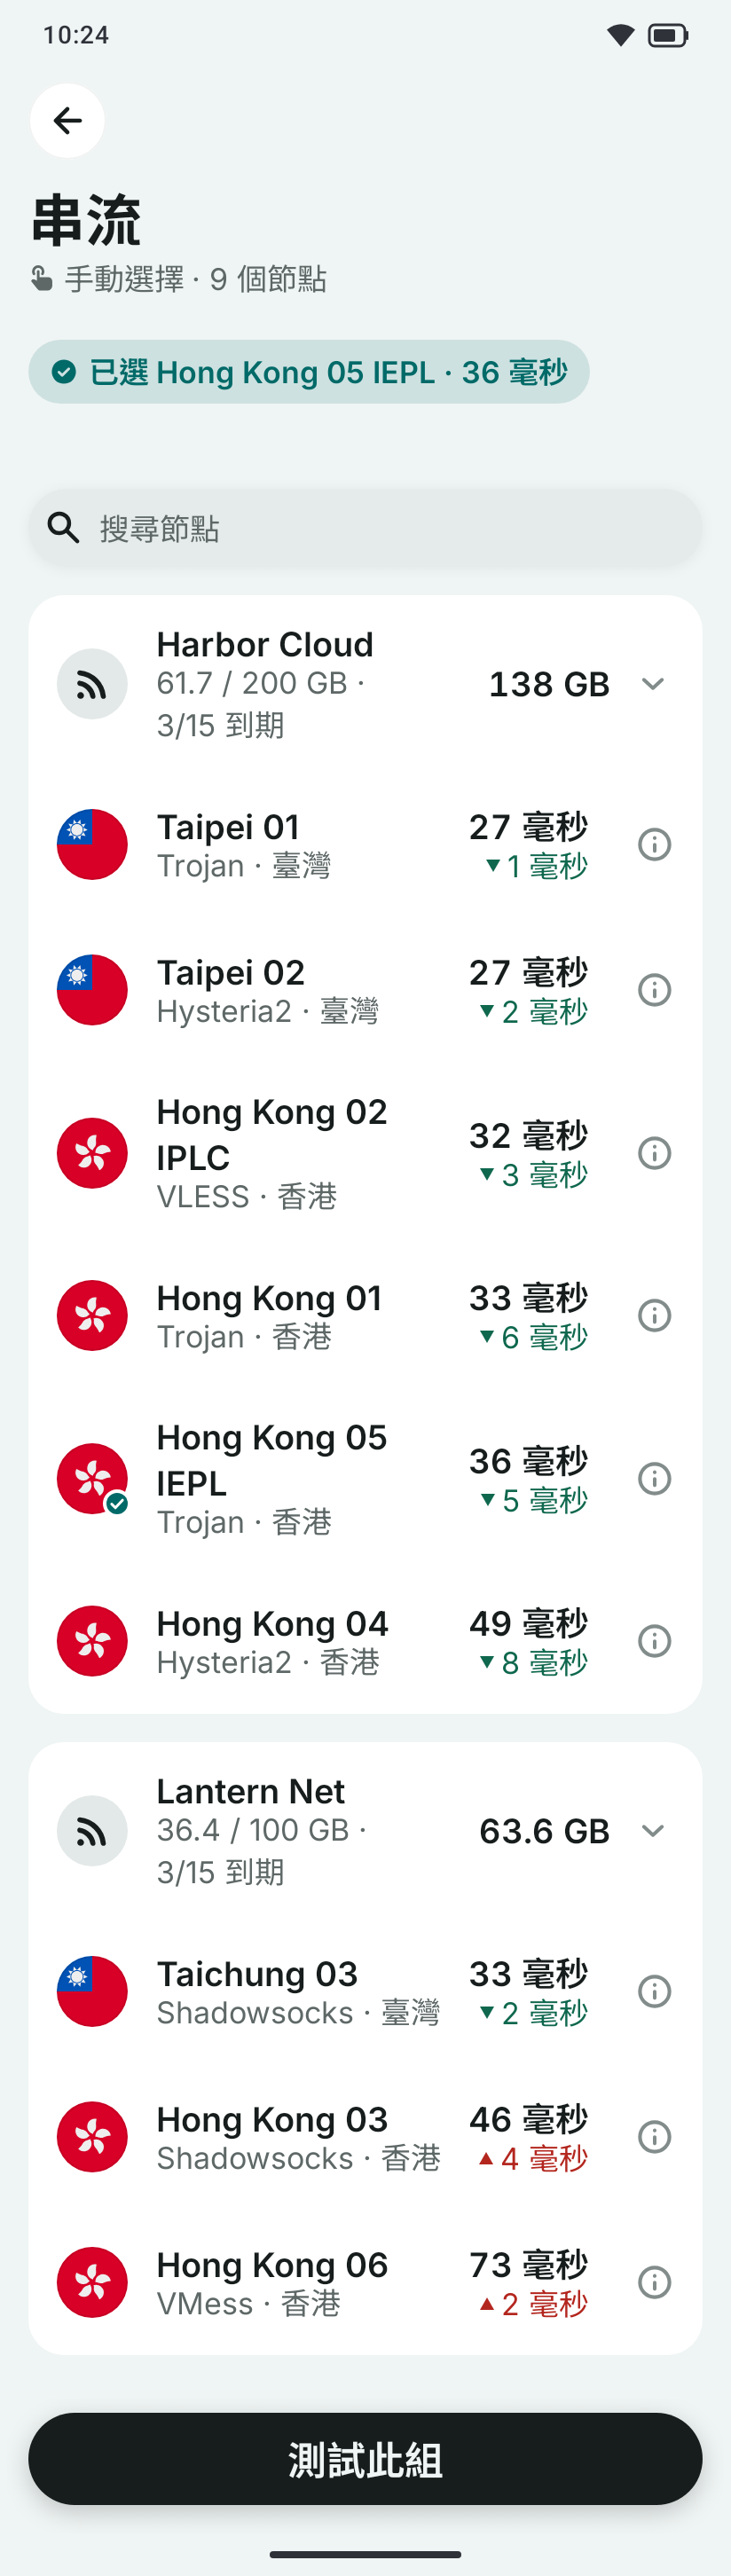 10:24
串流
手動選擇 · 9 個節點
已選 Hong Kong 05 IEPL · 36 毫秒
搜尋節點
Harbor Cloud
61.7 / 200 GB ·
3/15 到期
138 GB
Taipei 01
Trojan · 臺灣
27 毫秒
▼1 毫秒
Taipei 02
Hysteria2 · 臺灣
27 毫秒
▼2 毫秒
Hong Kong 02
IPLC
VLESS · 香港
32 毫秒
▼3 毫秒
Hong Kong 01
Trojan · 香港
33 毫秒
▼6 毫秒
Hong Kong 05
IEPL
Trojan · 香港
36 毫秒
▼5 毫秒
Hong Kong 04
Hysteria2 · 香港
49 毫秒
▼8 毫秒
Lantern Net
36.4 / 100 GB ·
3/15 到期
63.6 GB
Taichung 03
Shadowsocks · 臺灣
33 毫秒
▼2 毫秒
Hong Kong 03
Shadowsocks · 香港
46 毫秒
▲4 毫秒
Hong Kong 06
VMess · 香港
73 毫秒
▲2 毫秒
測試此組